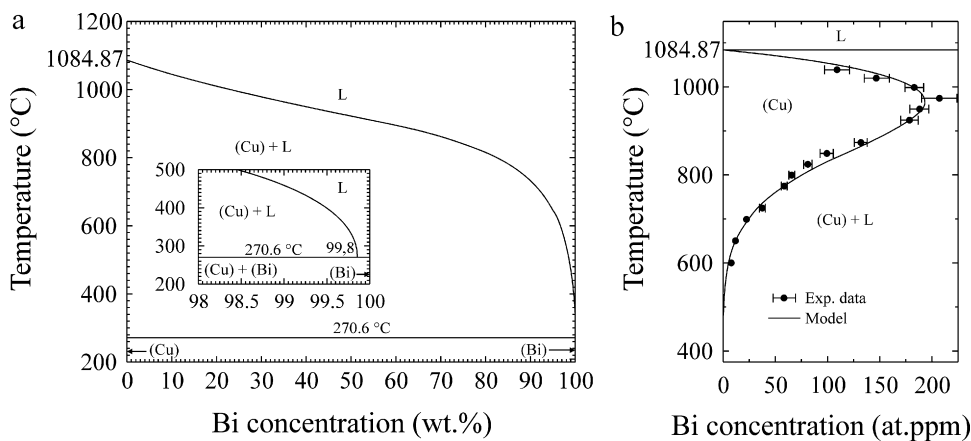 a
1200
1084.87
1000
800
600
400
200
Temperature (°C)
L
(Cu) + L
500
400
300
200
L
(Cu) + L
270.6 °C
99,8
(Cu) + (Bi)
(Bi)
98
98.5
99
99.5
100
270.6 °C
(Cu)
(Bi)
0
10
20
30
40
50
60
70
80
90
100
Bi concentration (wt.%)
b
1084.87
1000
800
600
400
Temperature (°C)
L
(Cu)
(Cu) + L
Exp. data
Model
0
50
100
150
200
Bi concentration (at.ppm)